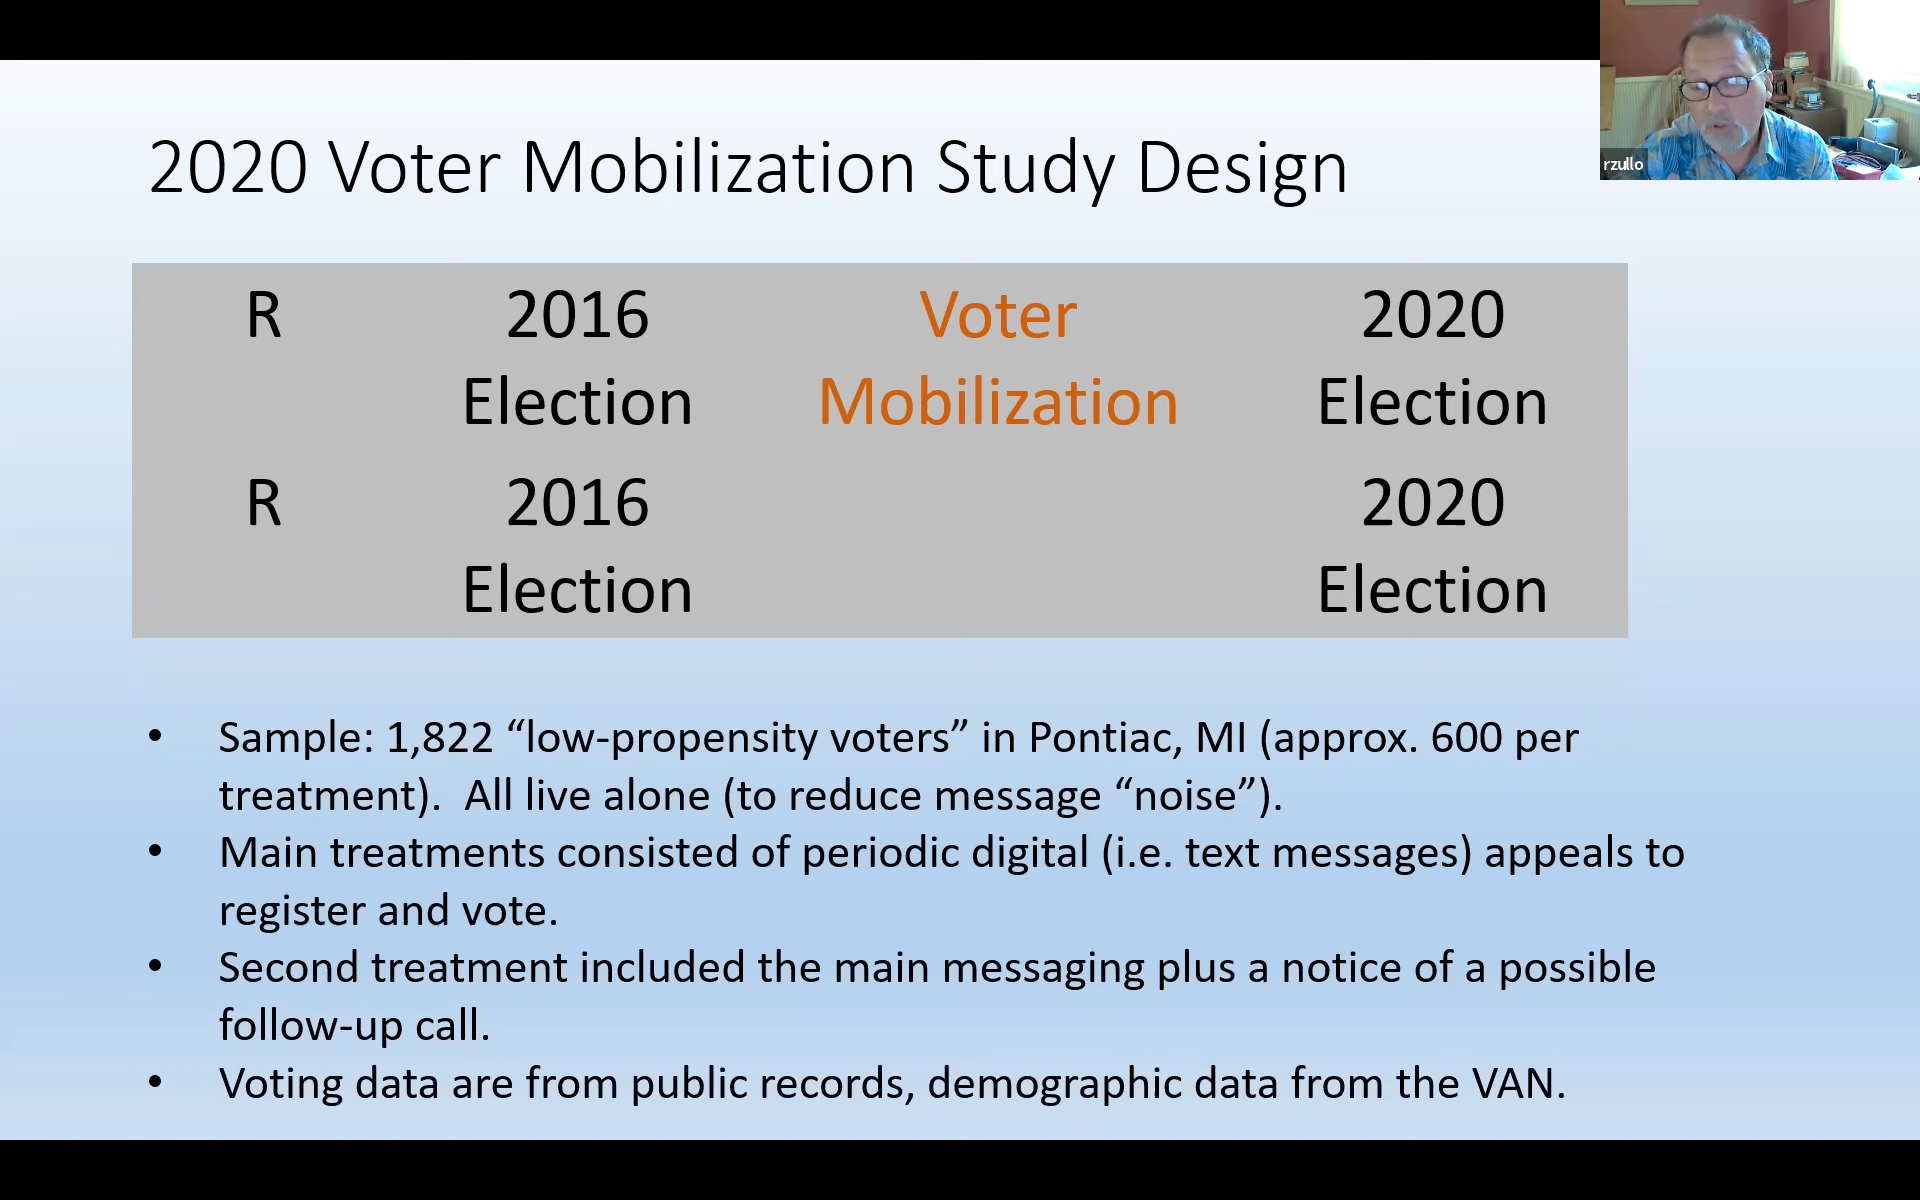 rzullo
2020 Voter Mobilization Study Design
R 2016 Voter 2020
Election Mobilization Election
R 2016 2020
Election Election
• Sample: 1,822 “low-propensity voters” in Pontiac, MI (approx. 600 per
treatment).  All live alone (to reduce message “noise”).
• Main treatments consisted of periodic digital (i.e. text messages) appeals to
register and vote.
• Second treatment included the main messaging plus a notice of a possible
follow-up call.
• Voting data are from public records, demographic data from the VAN.